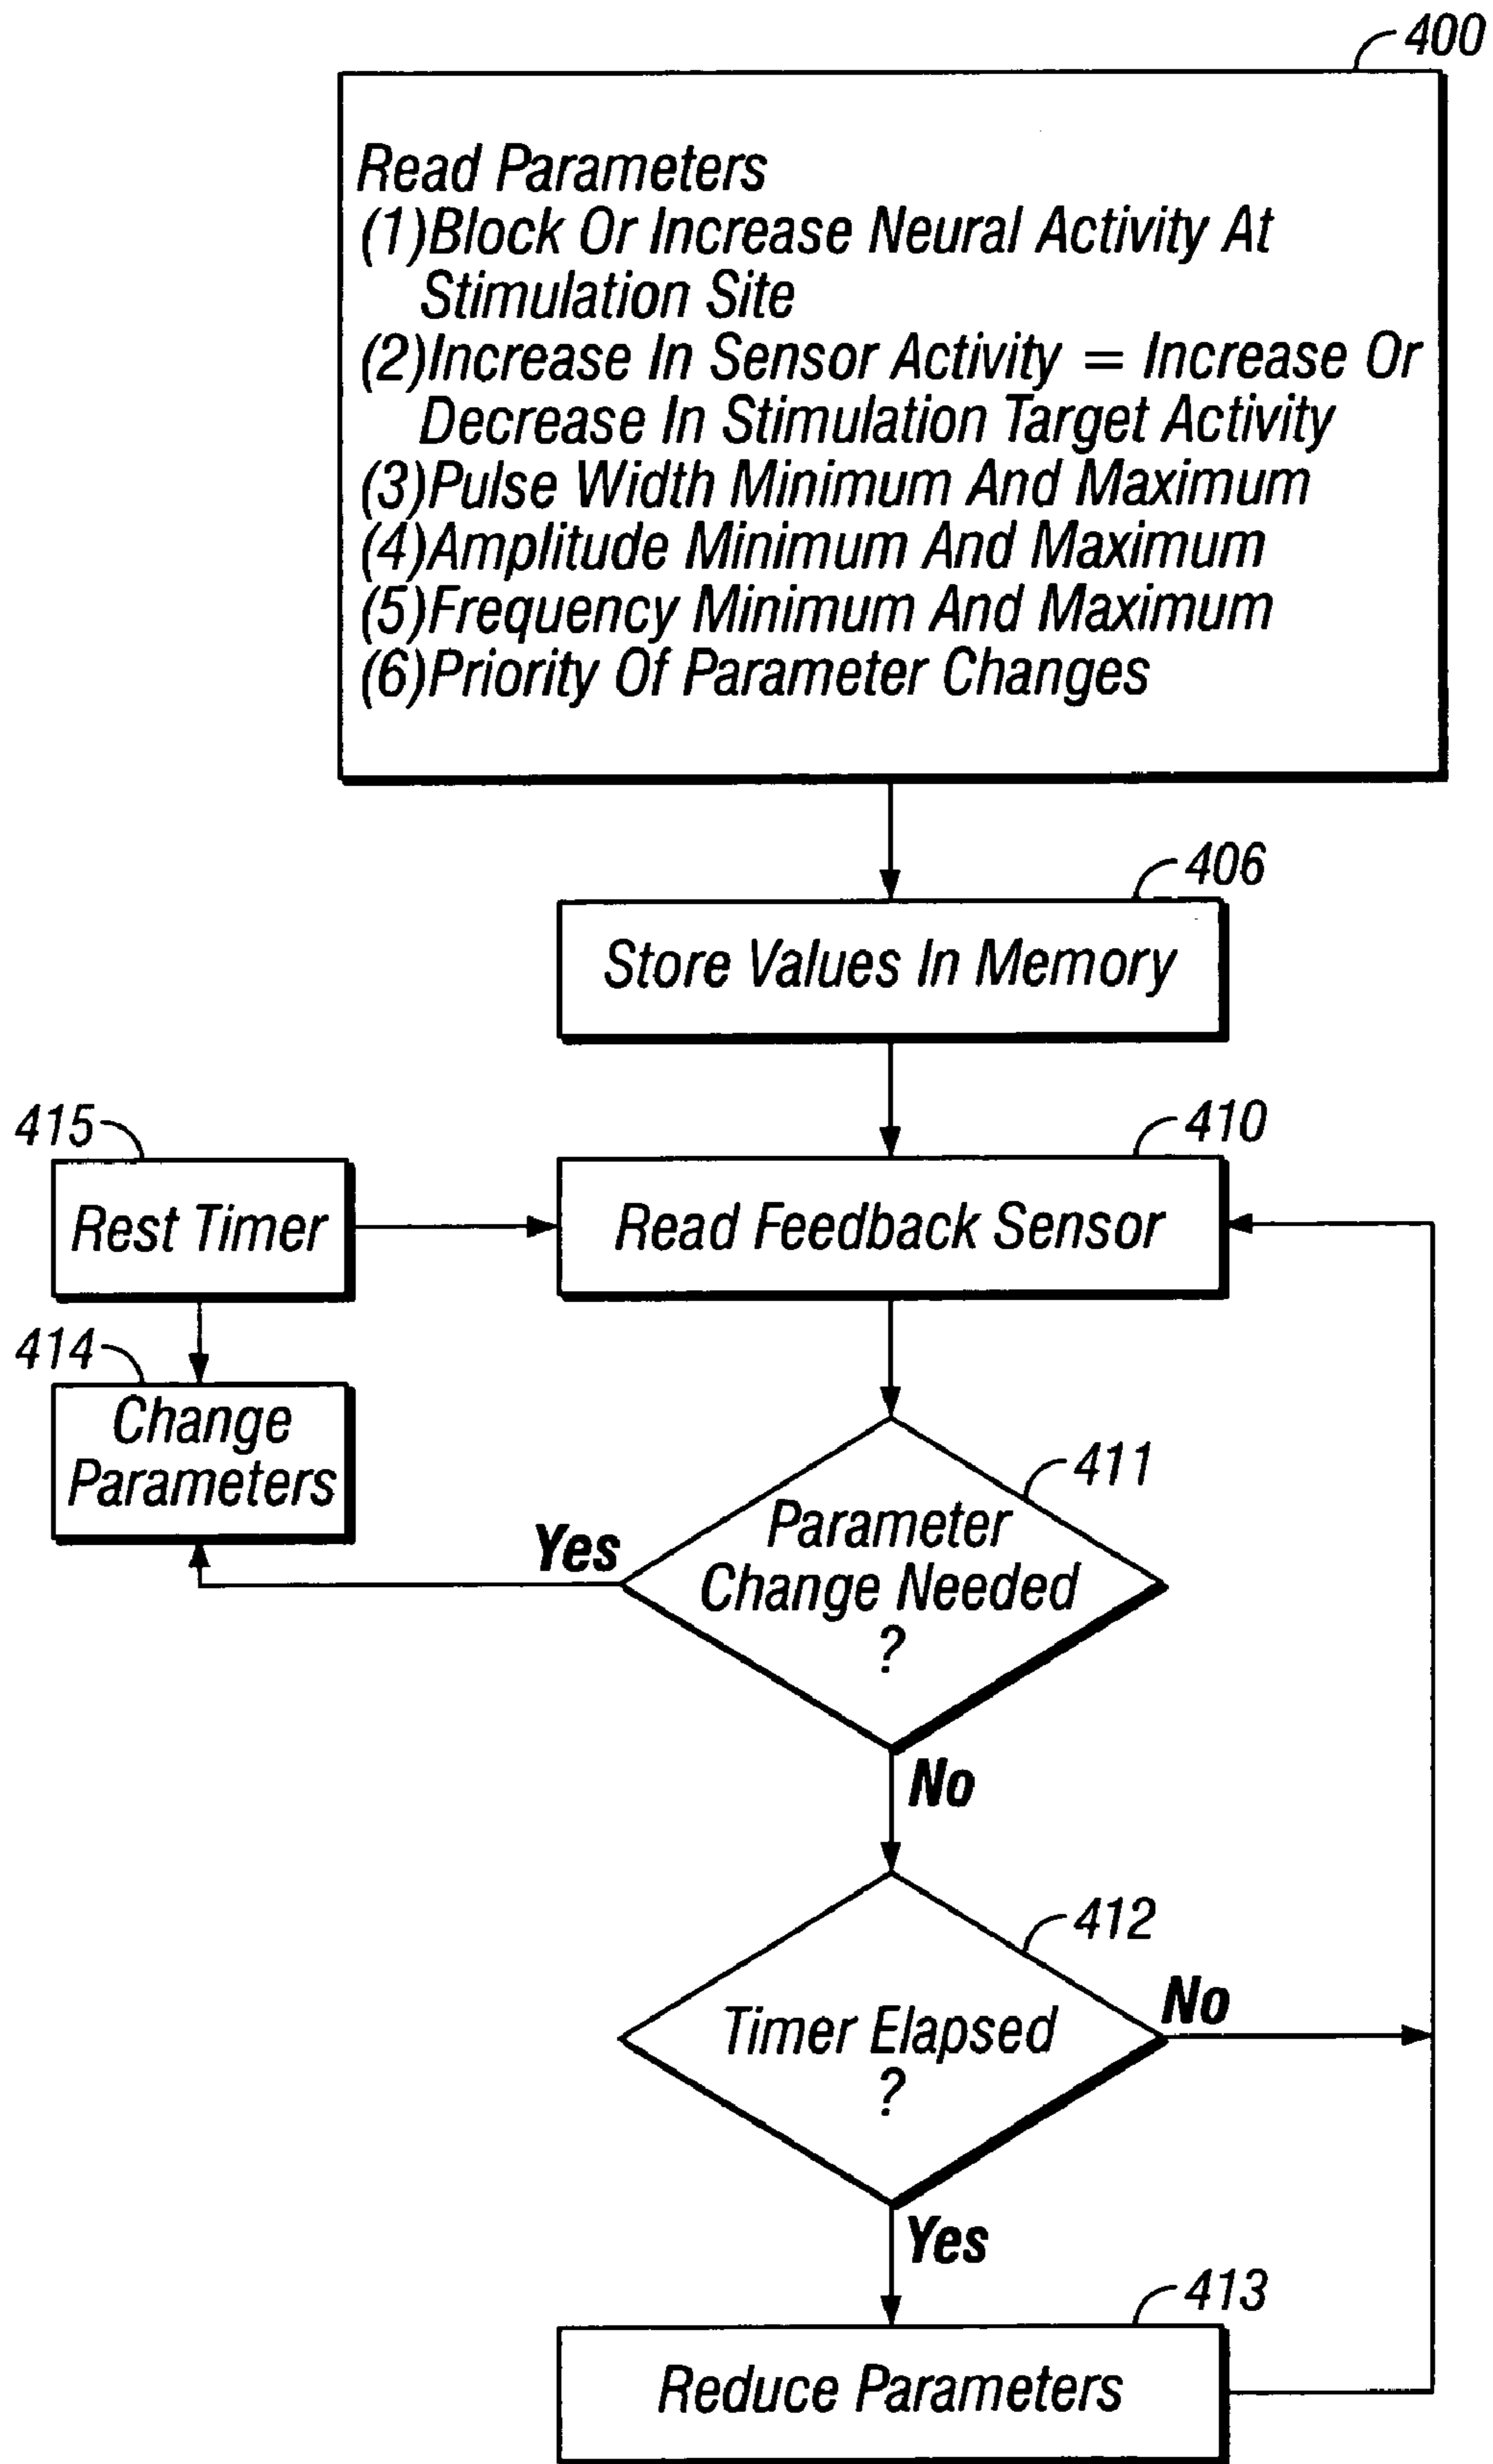 400
Read Parameters
(1)Block Or Increase Neural Activity At
Stimulation Site
(2)Increase In Sensor Activity = Increase Or
Decrease In Stimulation Target Activity
(3)Pulse Width Minimum And Maximum
(4)Amplitude Minimum And Maximum
(5)Frequency Minimum And Maximum
(6)Priority Of Parameter Changes
406
Store Values In Memory
415
Rest Timer
410
Read Feedback Sensor
414
Change
Parameters
411
Parameter
Change Needed
?
Yes
No
412
Timer Elapsed
?
No
Yes
413
Reduce Parameters